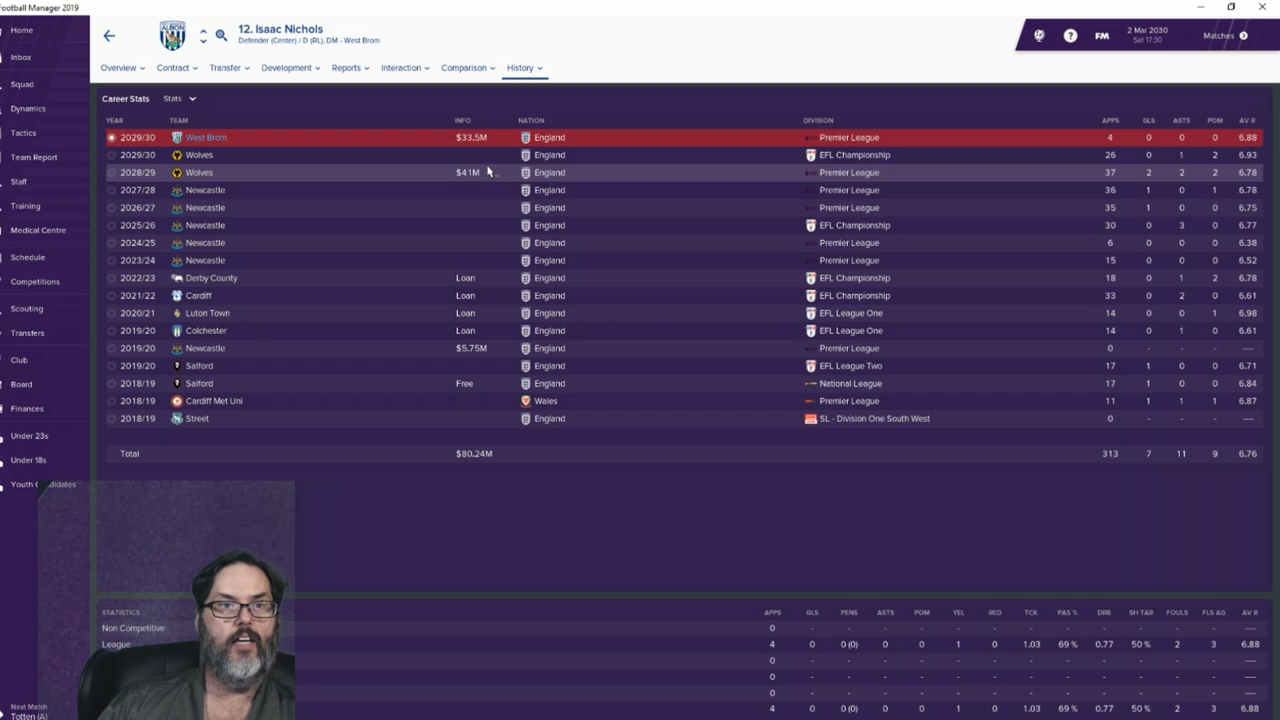 Football Manager 2019
Home
Inbox
Squad
Dynamics
Tactics
Team Report
Staff
Training
Medical Centre
Schedule
Competitions
Scouting
Transfers
Club
Board
Finances
Under 23s
Under 18s
Youth Candidates
Next Match
Totten (A)
ALBION
12. Isaac Nichols
Defender (Center) / D (RL), DM - West Brom
FM
2 Mar 2030
Sat 17:30
Matches
Overview Contract Transfer Development Reports Interaction Comparison History
Career Stats Stats
YEAR TEAM INFO NATION DIVISION APPS GLS ASTS POM AV R
2029/30 West Brom $33.5M England Premier League 4 0 0 0 6.88
2029/30 Wolves England EFL Championship 26 0 1 2 6.93
2028/29 Wolves $41M England Premier League 37 2 2 2 6.78
2027/28 Newcastle England Premier League 36 1 0 1 6.78
2026/27 Newcastle England Premier League 35 1 0 0 6.75
2025/26 Newcastle England EFL Championship 30 0 3 0 6.77
2024/25 Newcastle England Premier League 6 0 0 0 6.38
2023/24 Newcastle England Premier League 15 0 0 0 6.52
2022/23 Derby County Loan England EFL Championship 18 0 1 2 6.78
2021/22 Cardiff Loan England EFL Championship 33 0 2 0 6.61
2020/21 Luton Town Loan England EFL League One 14 0 0 1 6.98
2019/20 Colchester Loan England EFL League One 14 0 1 0 6.61
2019/20 Newcastle $5.75M England Premier League 0 - - - ----
2019/20 Salford England EFL League Two 17 1 0 0 6.71
2018/19 Salford Free England National League 17 1 0 0 6.84
2018/19 Cardiff Met Uni Wales Premier League 11 1 1 1 6.87
2018/19 Street England SL - Division One South West 0 - - - ----
Total $80.24M 313 7 11 9 6.76
STATISTICS APPS GLS PENS ASTS POM YEL RED TCK PAS % DRB SH TAR FOULS FLS AG AV R
Non Competitive 0 - - - - - - - - - - - - ----
League 4 0 0 (0) 0 0 1 0 1.03 69 % 0.77 50 % 2 3 6.88
0 - - - - - - - - - - - - ----
0 - - - - - - - - - - - - ----
0 - - - - - - - - - - - - ----
4 0 0 (0) 0 0 1 0 1.03 69 % 0.77 50 % 2 3 6.88